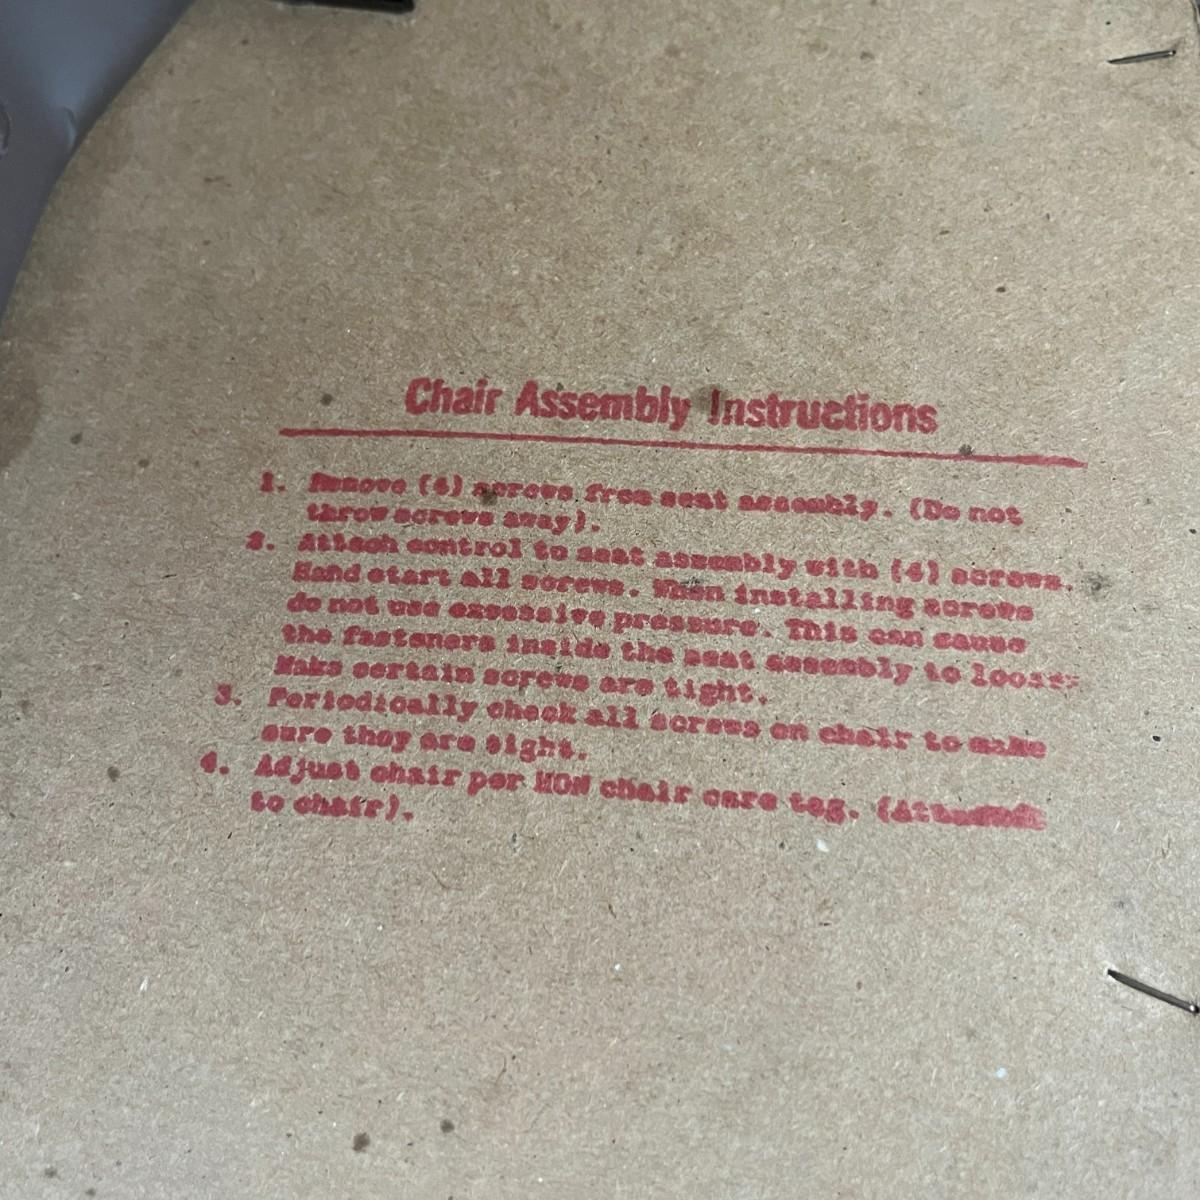 Chair Assembly Instructions
1. Remove (4) screws from seat assembly. (Do not
throw screws away).
2. Attach control to seat assembly with (4) screws.
Hand start all screws. When installing screws
do not use excessive pressure. This can cause
the fasteners inside the seat assembly to
Make certain screws are tight.
3. Periodically check all screws on chair to make
sure they are tight.
4. Adjust chair per HON chair care tag. (Attached
to chair).